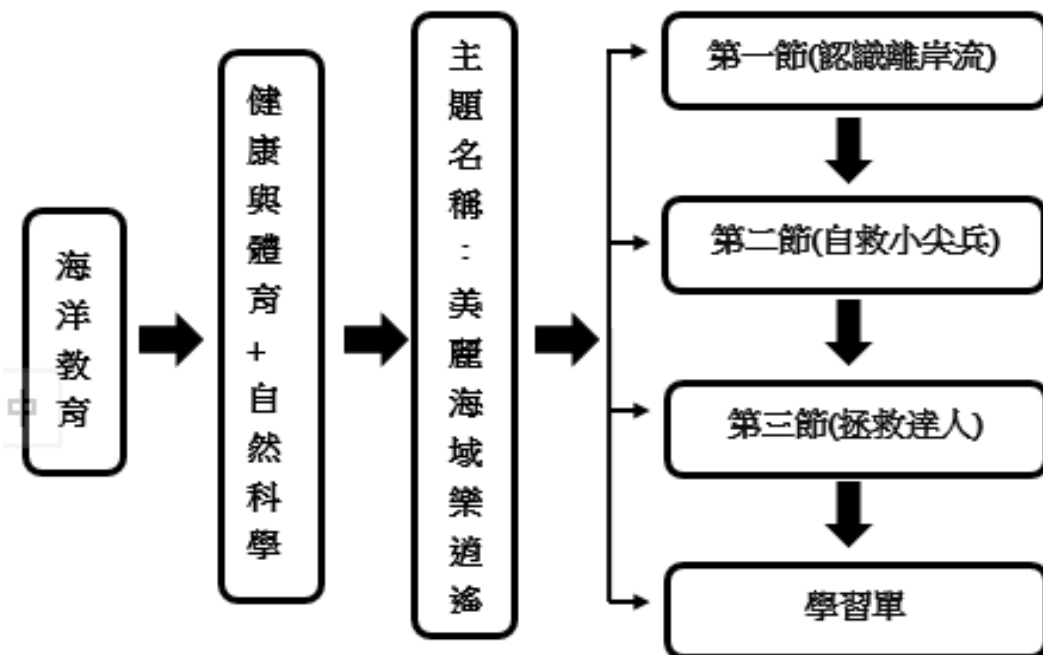 海洋教育
健康與體育+自然科學
主題名稱:美麗海域樂逍遙
第一節(認識離岸流)
第二節(自救小尖兵)
第三節(拯救達人)
學習單
中